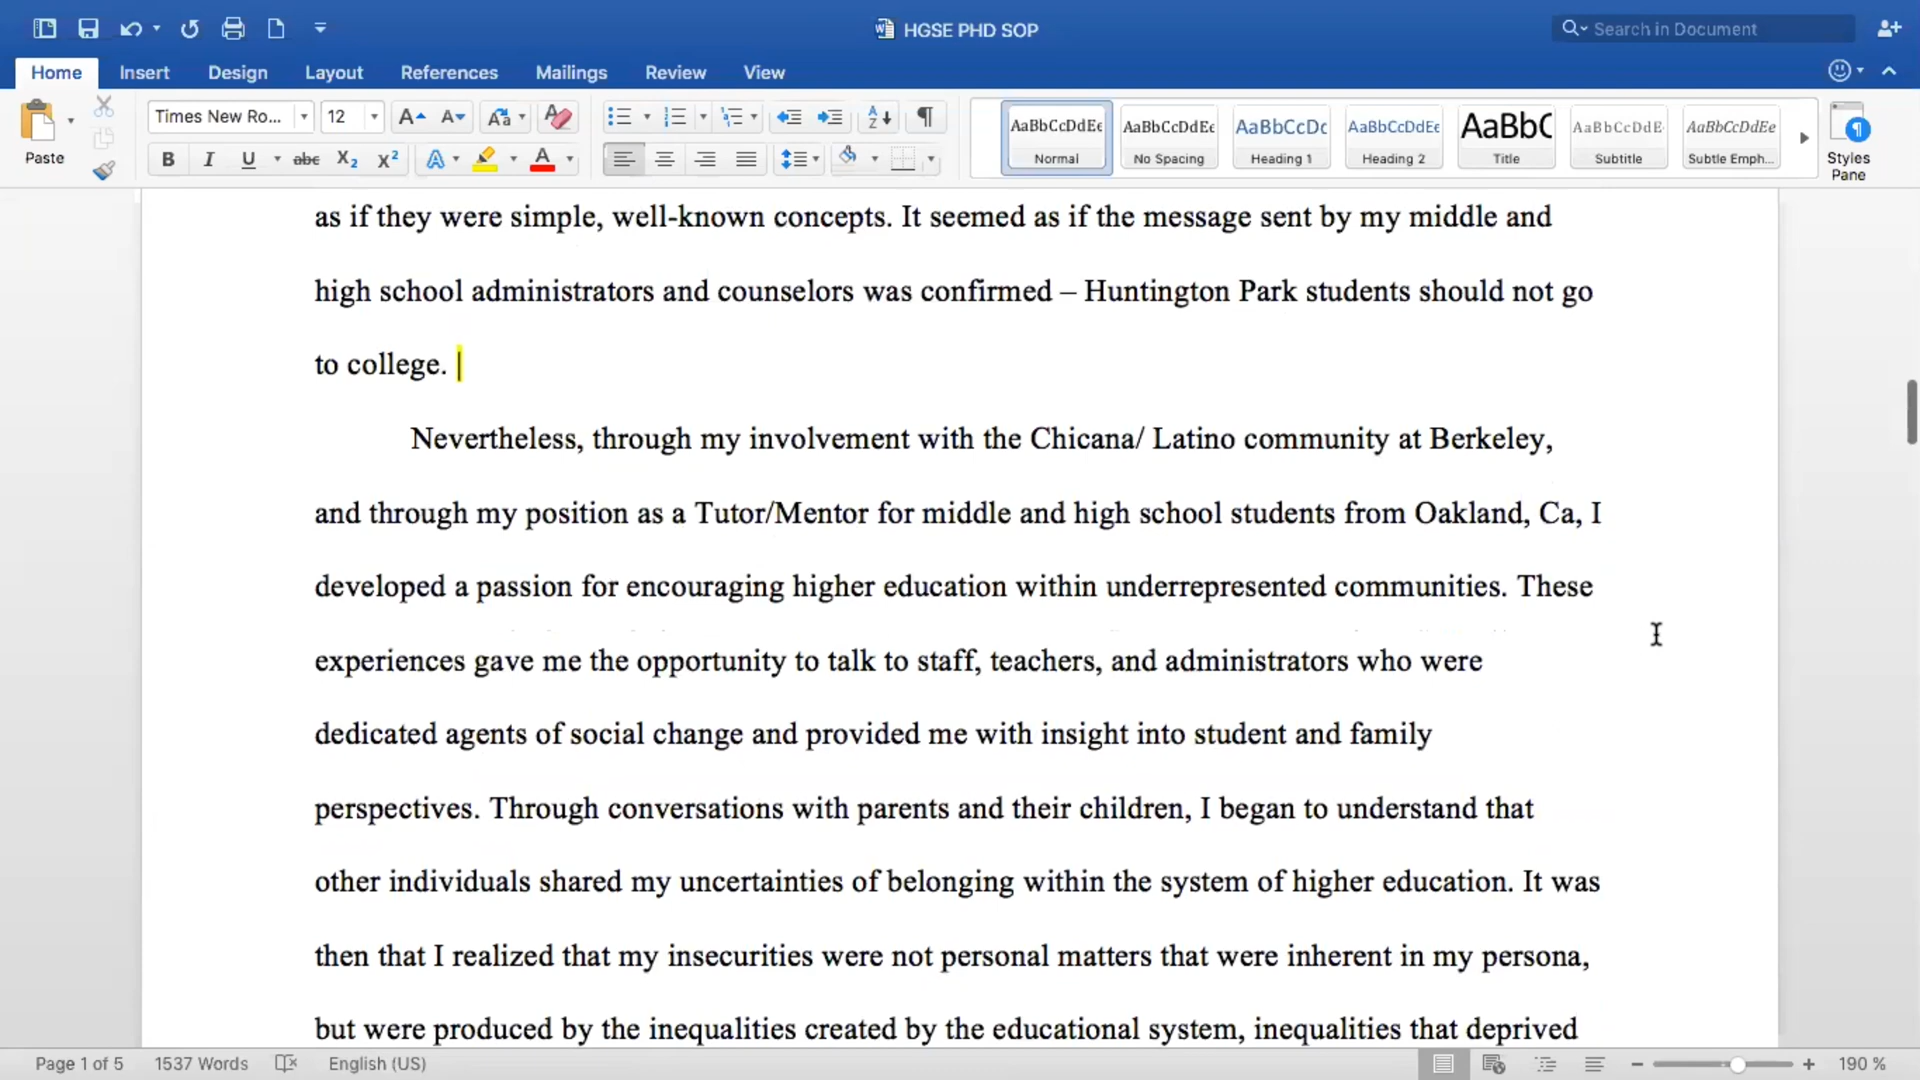 HGSE PHD SOP
Search in Document
Home Insert Design Layout References Mailings Review View
Paste
Times New Ro... 12
A A Aa A
B I U abc X2 X2 A A
AaBbCcDdEe Normal
AaBbCcDdEe No Spacing
AaBbCcDc Heading 1
AaBbCcDdEe Heading 2
AaBbC Title
AaBbCcDdE Subtitle
AaBbCcDdEe Subtle Emph...
Styles Pane
as if they were simple, well-known concepts. It seemed as if the message sent by my middle and
high school administrators and counselors was confirmed – Huntington Park students should not go
to college.
Nevertheless, through my involvement with the Chicana/ Latino community at Berkeley,
and through my position as a Tutor/Mentor for middle and high school students from Oakland, Ca, I
developed a passion for encouraging higher education within underrepresented communities. These
experiences gave me the opportunity to talk to staff, teachers, and administrators who were
dedicated agents of social change and provided me with insight into student and family
perspectives. Through conversations with parents and their children, I began to understand that
other individuals shared my uncertainties of belonging within the system of higher education. It was
then that I realized that my insecurities were not personal matters that were inherent in my persona,
but were produced by the inequalities created by the educational system, inequalities that deprived
Page 1 of 5 1537 Words English (US) 190 %